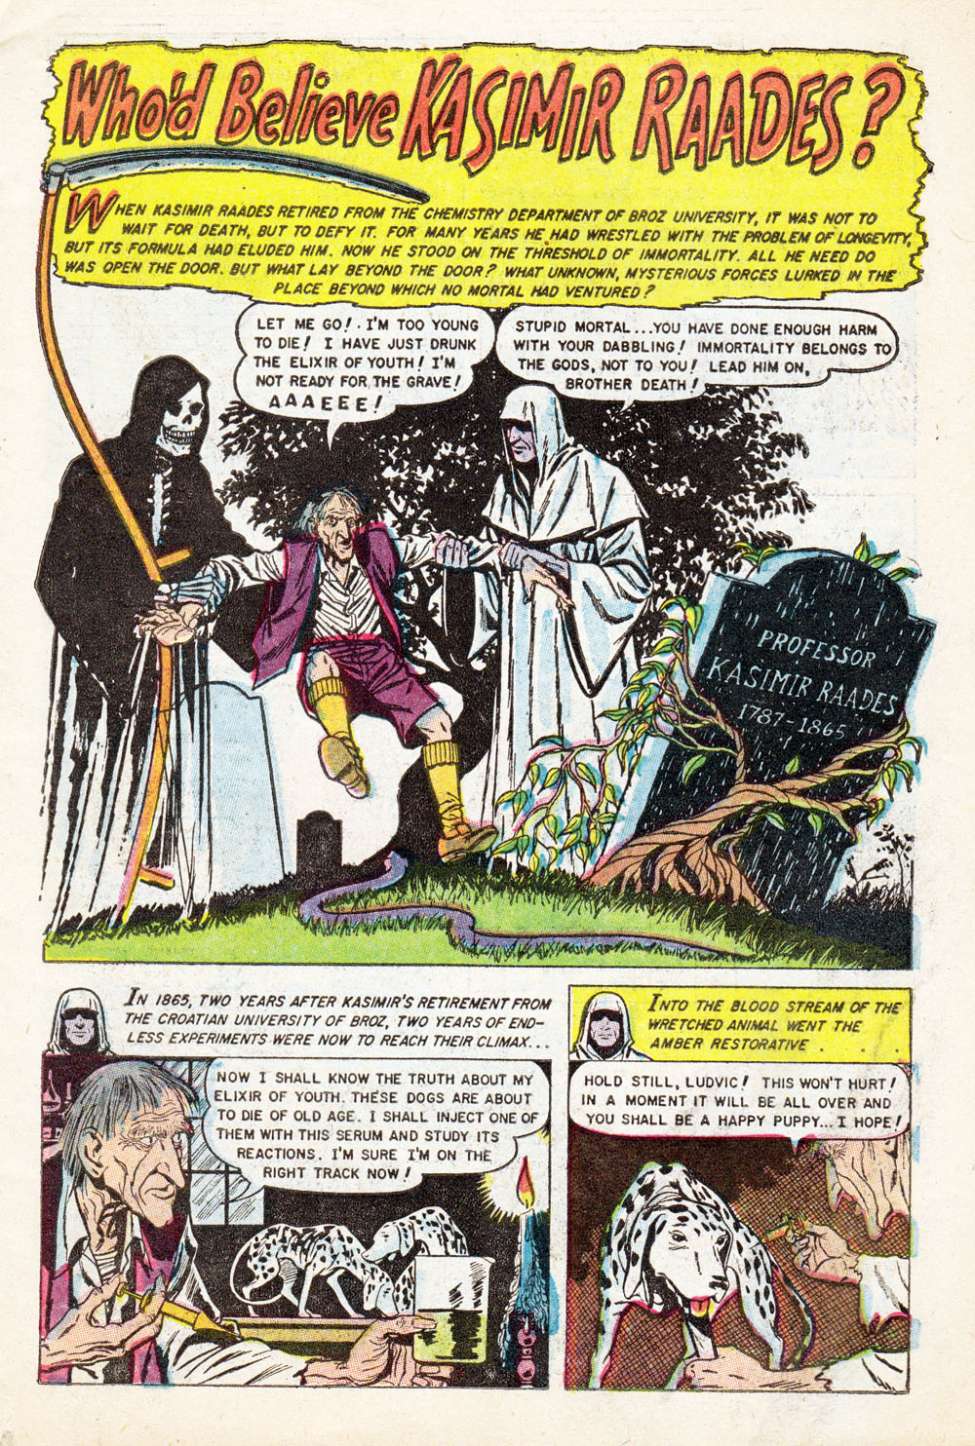 WHO'D BELIEVE KASIMIR RAADES?
WHEN KASIMIR RAADES RETIRED FROM THE CHEMISTRY DEPARTMENT OF BROZ UNIVERSITY, IT WAS NOT TO
WAIT FOR DEATH, BUT TO DEFY IT. FOR MANY YEARS HE HAD WRESTLED WITH THE PROBLEM OF LONGEVITY,
BUT ITS FORMULA HAD ELUDED HIM. NOW HE STOOD ON THE THRESHOLD OF IMMORTALITY. ALL HE NEED DO
WAS OPEN THE DOOR. BUT WHAT LAY BEYOND THE DOOR? WHAT UNKNOWN, MYSTERIOUS FORCES LURKED IN THE
PLACE BEYOND WHICH NO MORTAL HAD VENTURED?
LET ME GO! I'M TOO YOUNG
TO DIE! I HAVE JUST DRUNK
THE ELIXIR OF YOUTH! I'M
NOT READY FOR THE GRAVE!
AAAEEE!
STUPID MORTAL...YOU HAVE DONE ENOUGH HARM
WITH YOUR DABBLING! IMMORTALITY BELONGS TO
THE GODS, NOT TO YOU! LEAD HIM ON,
BROTHER DEATH!
PROFESSOR
KASIMIR RAADES
1787-1865
IN 1865, TWO YEARS AFTER KASIMIR'S RETIREMENT FROM
THE CROATIAN UNIVERSITY OF BROZ, TWO YEARS OF END-
LESS EXPERIMENTS WERE NOW TO REACH THEIR CLIMAX...
NOW I SHALL KNOW THE TRUTH ABOUT MY
ELIXIR OF YOUTH. THESE DOGS ARE ABOUT
TO DIE OF OLD AGE. I SHALL INJECT ONE OF
THEM WITH THIS SERUM AND STUDY ITS
REACTIONS. I'M SURE I'M ON THE
RIGHT TRACK NOW!
INTO THE BLOOD STREAM OF THE
WRETCHED ANIMAL WENT THE
AMBER RESTORATIVE . . .
HOLD STILL, LUDVIC! THIS WON'T HURT!
IN A MOMENT IT WILL BE ALL OVER AND
YOU SHALL BE A HAPPY PUPPY...I HOPE!